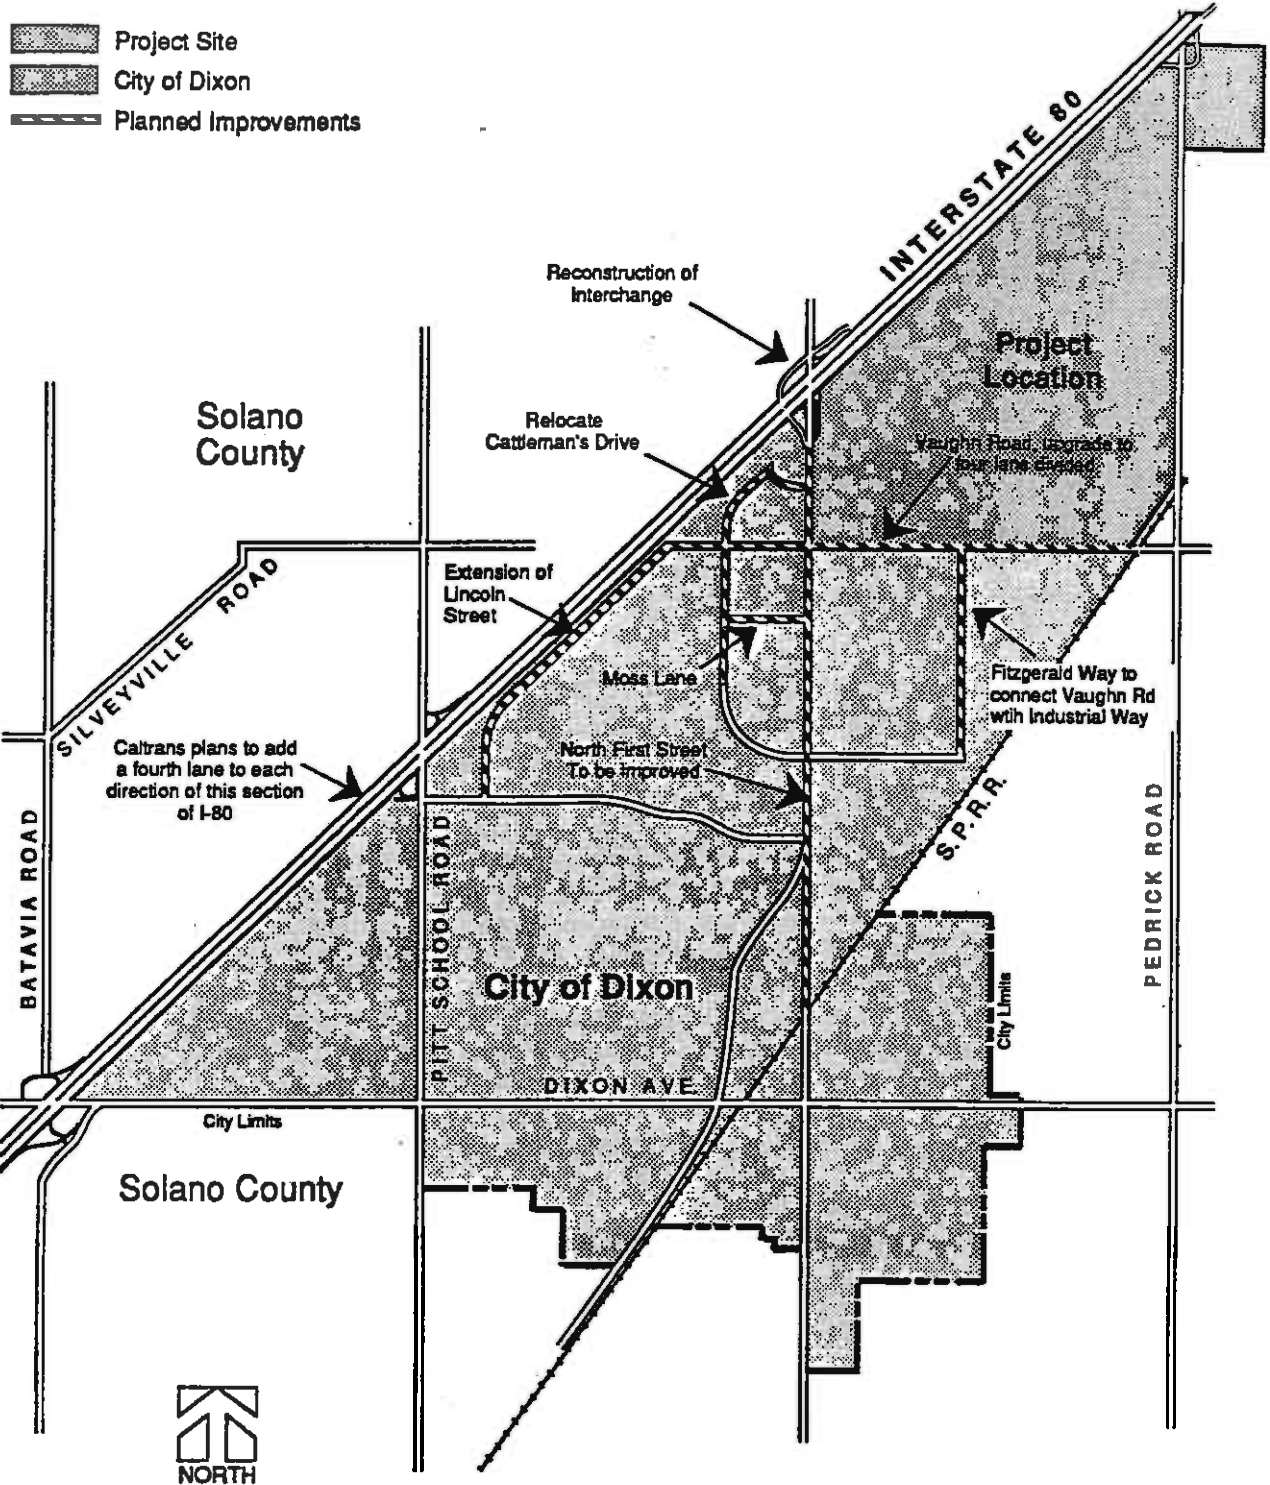 Project Site
City of Dixon
Planned Improvements
INTERSTATE 80
Reconstruction of
Interchange
Project
Location
Solano
County
Relocate
Cattleman's Drive
Vaughn Road, upgrade to
four lane divided
SILVEYVILLE ROAD
Extension of
Lincoln
Street
Moss Lane
Fitzgerald Way to
connect Vaughn Rd
wtih Industrial Way
Caltrans plans to add
a fourth lane to each
direction of this section
of I-80
North First Street
To be improved
S.P.R.R.
BATAVIA ROAD
PITT SCHOOL ROAD
PEDRICK ROAD
City of Dixon
City Limits
DIXON AVE
City Limits
Solano County
NORTH